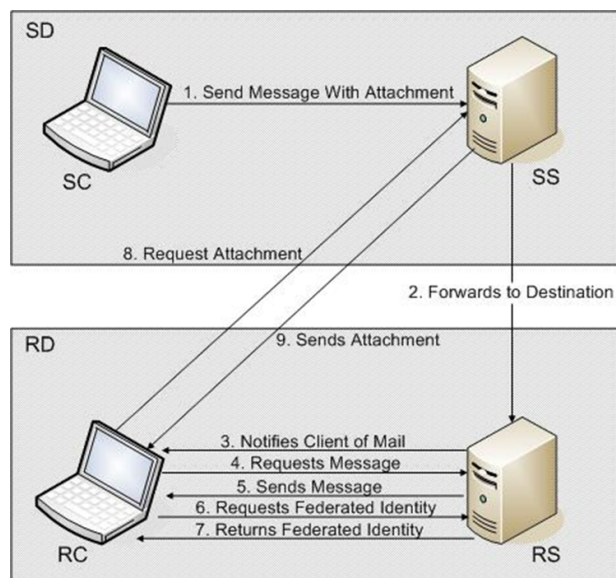 SD
1. Send Message With Attachment
SC
SS
8. Request Attachment
2. Forwards to Destination
RD
9. Sends Attachment
3. Notifies Client of Mail
4. Requests Message
5. Sends Message
6. Requests Federated Identity
7. Returns Federated Identity
RC
RS